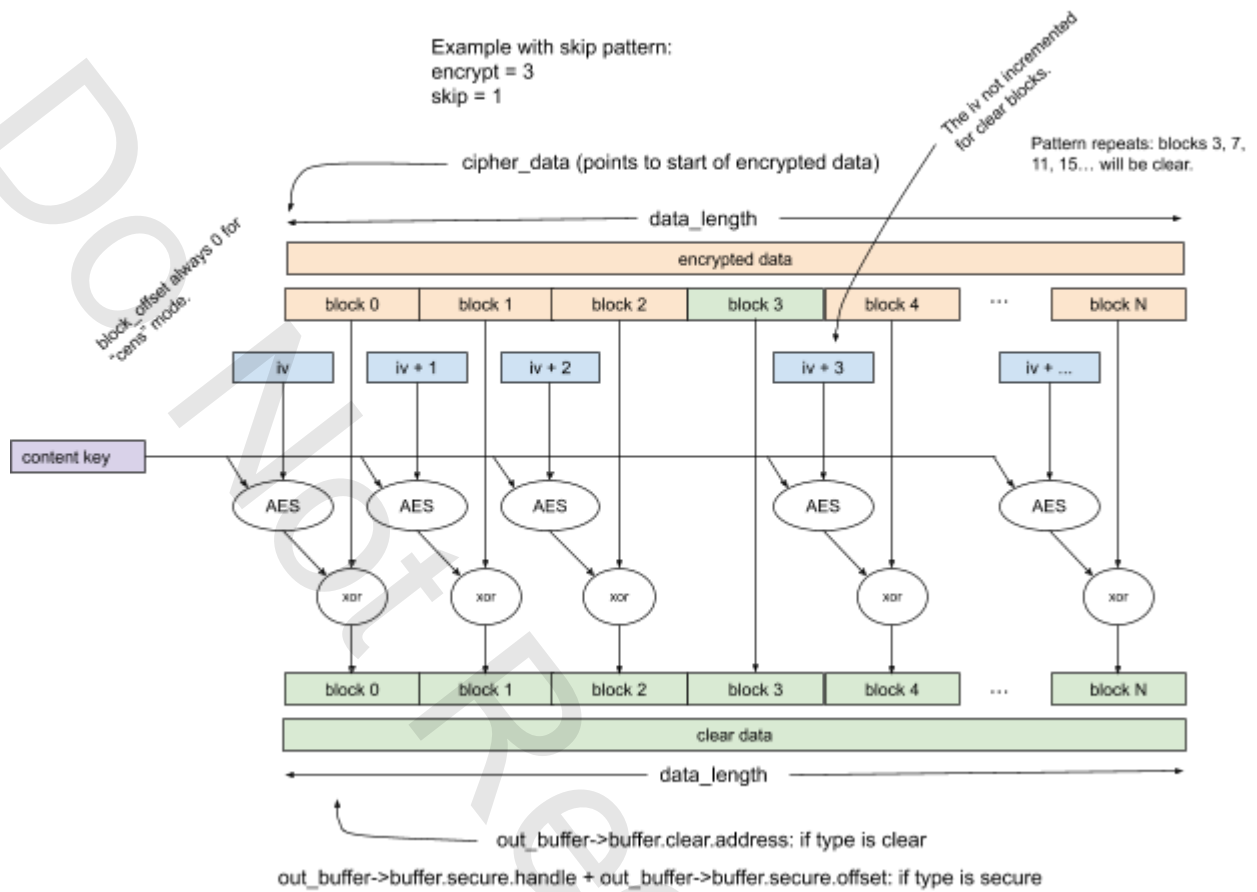 Example with skip pattern:
encrypt = 3
skip = 1
The iv not incremented
for clear blocks.
Pattern repeats: blocks 3, 7,
11, 15... will be clear.
cipher_data (points to start of encrypted data)
data_length
block_offset always 0 for
"cens" mode.
encrypted data
block 0 block 1 block 2 block 3 block 4 ... block N
iv iv + 1 iv + 2 iv + 3 iv + ...
content key
AES AES AES AES AES
xor xor xor xor xor
block 0 block 1 block 2 block 3 block 4 ... block N
clear data
data_length
out_buffer->buffer.clear.address: if type is clear
out_buffer->buffer.secure.handle + out_buffer->buffer.secure.offset: if type is secure
Do Not Re